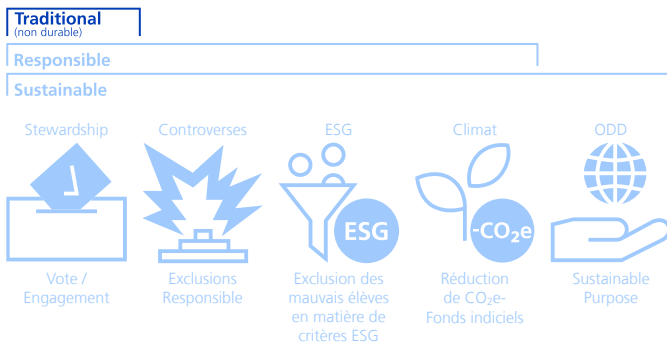 Traditional
(non durable)
Responsible
Sustainable
Stewardship
Controverses
ESG
Climat
ODD
ESG
-CO₂e
Vote /
Engagement
Exclusions
Responsible
Exclusion des
mauvais élèves
en matière de
critères ESG
Réduction
de CO₂e-
Fonds indiciels
Sustainable
Purpose